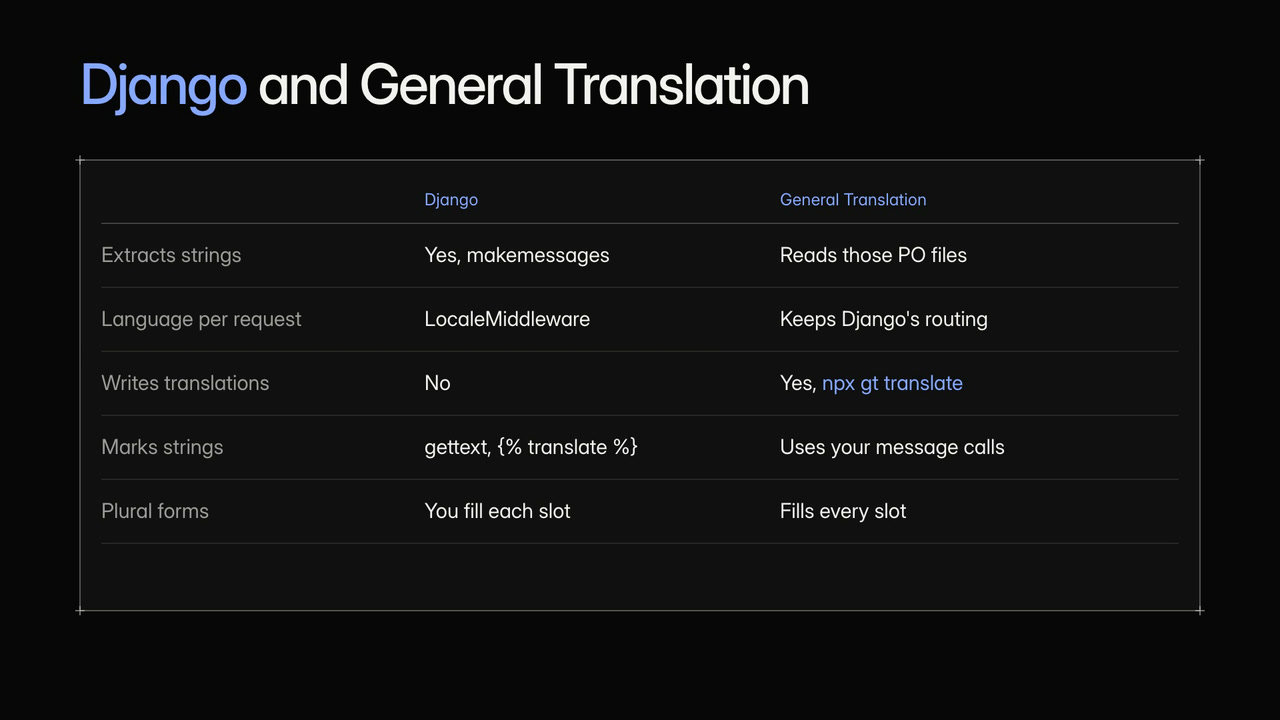 Django and General Translation
Django General Translation
Extracts strings Yes, makemessages Reads those PO files
Language per request LocaleMiddleware Keeps Django's routing
Writes translations No Yes, npx gt translate
Marks strings gettext, {% translate %} Uses your message calls
Plural forms You fill each slot Fills every slot